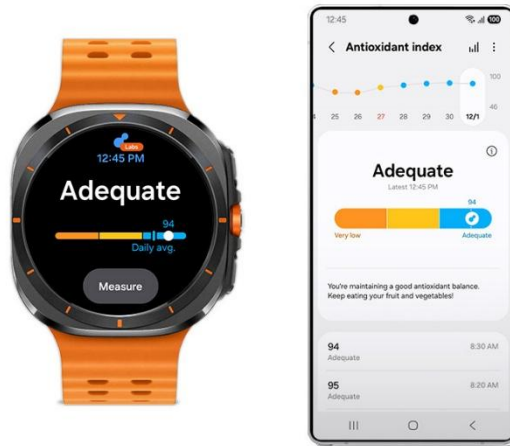 Labs
12:45 PM
Adequate
94
Daily avg.
Measure
12:45
100
Antioxidant index
100
46
25 26 27 28 29 30 12/1
Adequate
Latest 12:45 PM
94
Very low
Adequate
You're maintaining a good antioxidant balance.
Keep eating your fruit and vegetables!
94
8:30 AM
Adequate
95
8:20 AM
Adequate